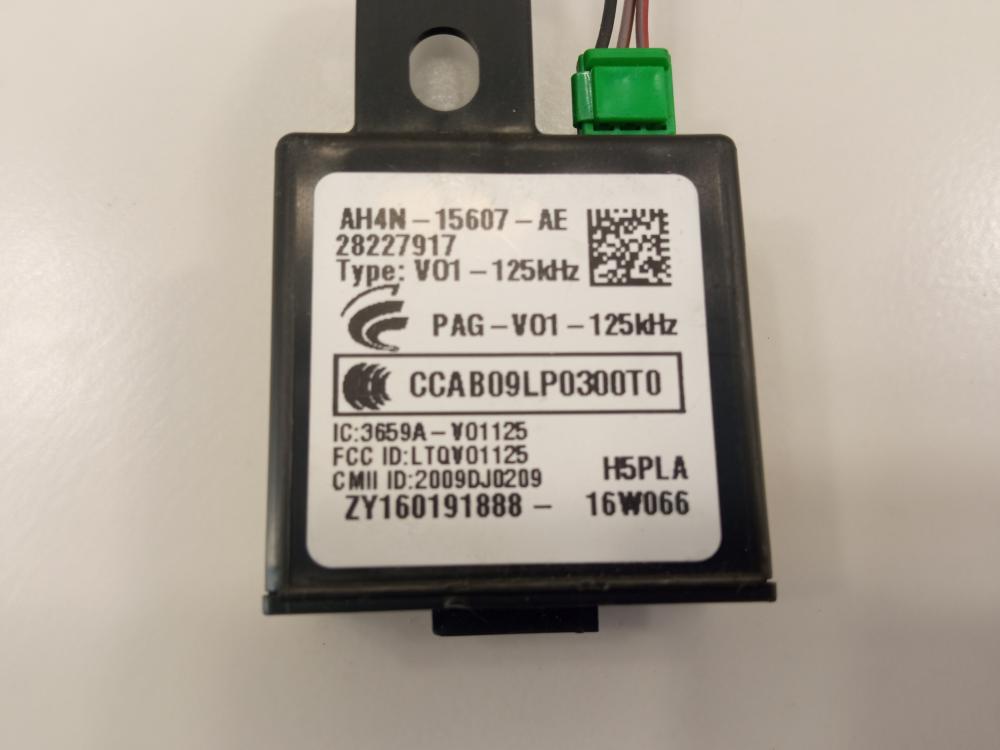 AH4N-15607-AE
28227917
Type: V01-125kHz
PAG-V01-125kHz
CCAB09LP0300T0
IC:3659A-V01125
FCC ID:LTQV01125
CMII ID:2009DJ0209
H5PLA
ZY160191888- 16W066